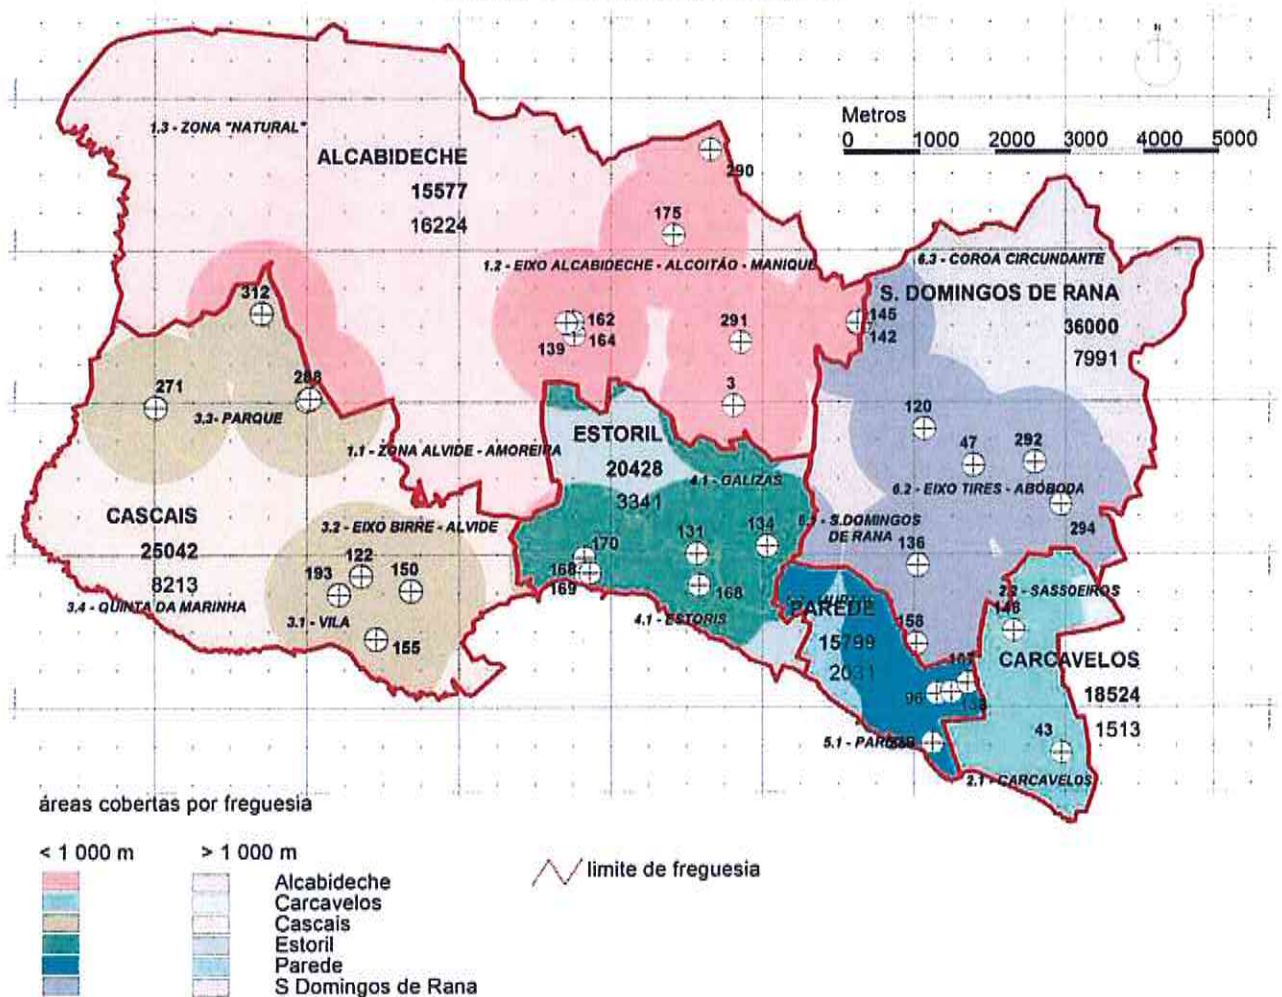 N
Metros
0 1000 2000 3000 4000 5000
1.3 - ZONA "NATURAL"
ALCABIDECHE
15577
16224
290
175
1.2 - EIXO ALCABIDECHE - ALCOITÃO - MANIQUE
6.3 - COROA CIRCUNDANTE
S. DOMINGOS DE RANA
36000
7991
312
162
164
139
291
145
142
271
288
3
3.3- PARQUE
120
47
292
1.1 - ZONA ALVIDE - AMOREIRA
ESTORIL
20428
3341
4.1 - GALIZAS
6.2 - EIXO TIRES - ABÓBODA
294
CASCAIS
25042
8213
3.2 - EIXO BIRRE - ALVIDE
S.DOMINGOS
DE RANA
122
193
150
170
168
169
131
134
168
136
3.4 - QUINTA DA MARINHA
3.1 - VILA
155
4.1 - ESTORIS
PAREDE
15799
2031
158
2.2 - SASSOEIROS
148
CARCAVELOS
18524
1513
96
138
43
2.1 - CARCAVELOS
áreas cobertas por freguesia
< 1 000 m > 1 000 m
limite de freguesia
Alcabideche
Carcavelos
Cascais
Estoril
Parede
S Domingos de Rana